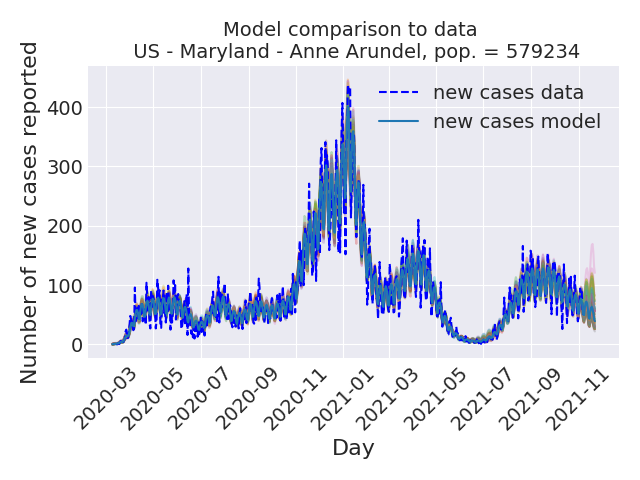 Model comparison to data
US - Maryland - Anne Arundel, pop. = 579234
Number of new cases reported
400
300
200
100
0
new cases data
new cases model
2020-03
2020-05
2020-07
2020-09
2020-11
2021-01
2021-03
2021-05
2021-07
2021-09
2021-11
Day